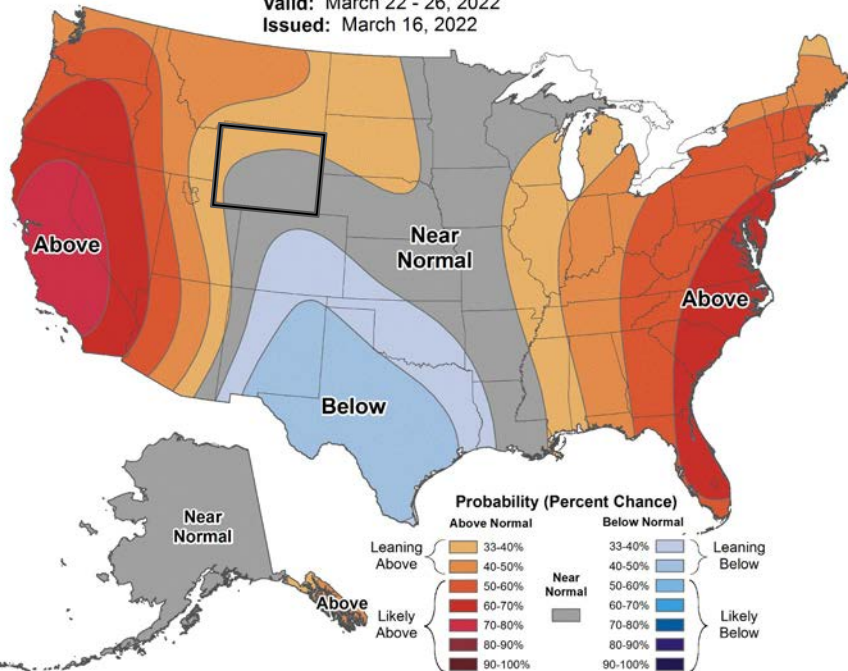 Valid: March 22 - 26, 2022
Issued: March 16, 2022
Above
Near
Normal
Above
Below
Near
Normal
Above
Probability (Percent Chance)
Above Normal
Below Normal
Leaning
Above
33-40%
40-50%
Likely
Above
50-60%
60-70%
70-80%
80-90%
90-100%
Near
Normal
33-40%
40-50%
Leaning
Below
50-60%
60-70%
70-80%
80-90%
90-100%
Likely
Below